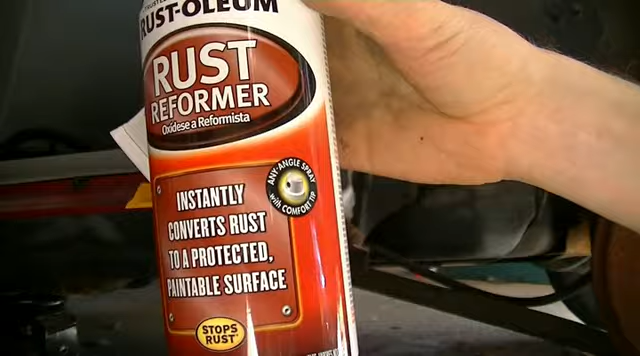 RUST-OLEUM
RUST
REFORMER
Oxídese a Reformista
ANY-ANGLE SPRAY
with COMFORT TIP
INSTANTLY
CONVERTS RUST
TO A PROTECTED,
PAINTABLE SURFACE
STOPS
RUST